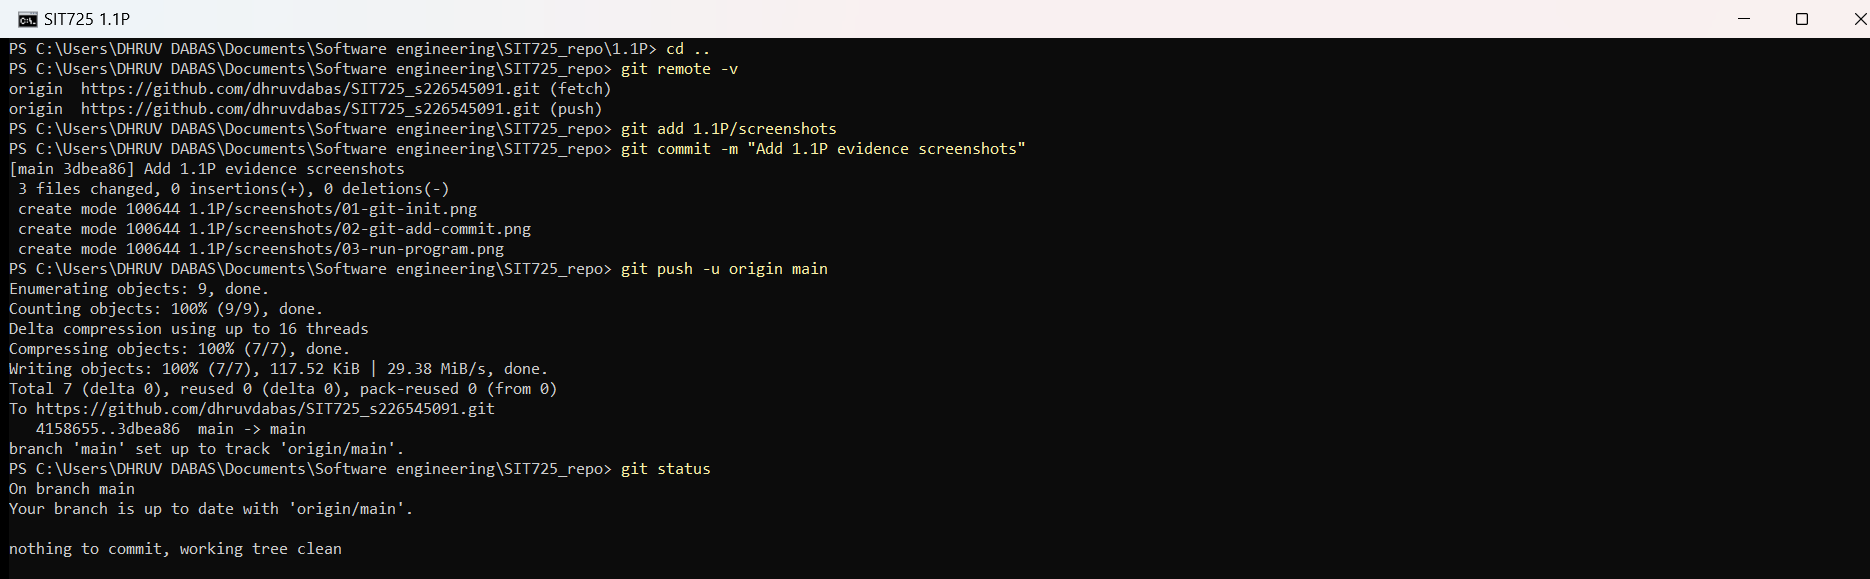 SIT725 1.1P
PS C:\Users\DHRUV DABAS\Documents\Software engineering\SIT725_repo\1.1P> cd ..
PS C:\Users\DHRUV DABAS\Documents\Software engineering\SIT725_repo> git remote -v
origin  https://github.com/dhruvdabas/SIT725_s226545091.git (fetch)
origin  https://github.com/dhruvdabas/SIT725_s226545091.git (push)
PS C:\Users\DHRUV DABAS\Documents\Software engineering\SIT725_repo> git add 1.1P/screenshots
PS C:\Users\DHRUV DABAS\Documents\Software engineering\SIT725_repo> git commit -m "Add 1.1P evidence screenshots"
[main 3dbea86] Add 1.1P evidence screenshots
 3 files changed, 0 insertions(+), 0 deletions(-)
 create mode 100644 1.1P/screenshots/01-git-init.png
 create mode 100644 1.1P/screenshots/02-git-add-commit.png
 create mode 100644 1.1P/screenshots/03-run-program.png
PS C:\Users\DHRUV DABAS\Documents\Software engineering\SIT725_repo> git push -u origin main
Enumerating objects: 9, done.
Counting objects: 100% (9/9), done.
Delta compression using up to 16 threads
Compressing objects: 100% (7/7), done.
Writing objects: 100% (7/7), 117.52 KiB | 29.38 MiB/s, done.
Total 7 (delta 0), reused 0 (delta 0), pack-reused 0 (from 0)
To https://github.com/dhruvdabas/SIT725_s226545091.git
   4158655..3dbea86  main -> main
branch 'main' set up to track 'origin/main'.
PS C:\Users\DHRUV DABAS\Documents\Software engineering\SIT725_repo> git status
On branch main
Your branch is up to date with 'origin/main'.
nothing to commit, working tree clean